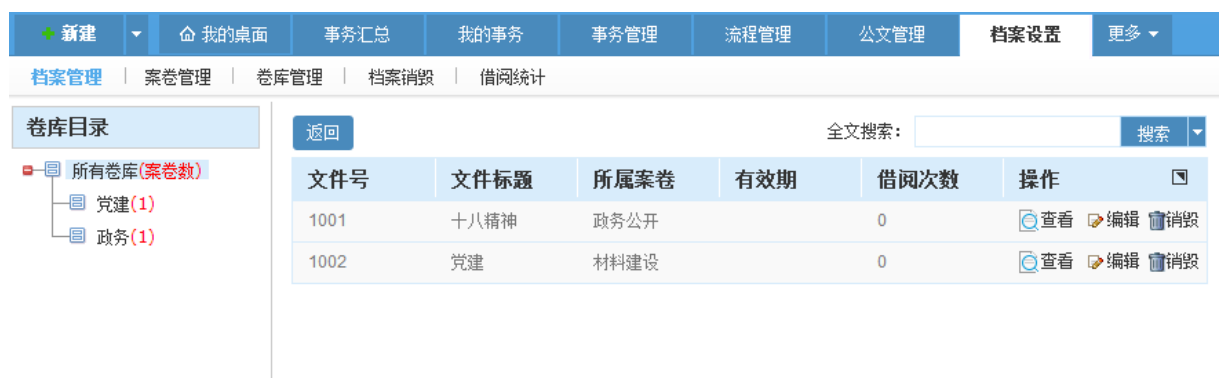 新建 我的桌面 事务汇总 我的事务 事务管理 流程管理 公文管理 档案设置 更多
档案管理 案卷管理 卷库管理 档案销毁 借阅统计
卷库目录
所有卷库(案卷数)
党建(1)
政务(1)
返回 全文搜索： 搜索
文件号 文件标题 所属案卷 有效期 借阅次数 操作
1001 十八精神 政务公开 0 查看 编辑 销毁
1002 党建 材料建设 0 查看 编辑 销毁